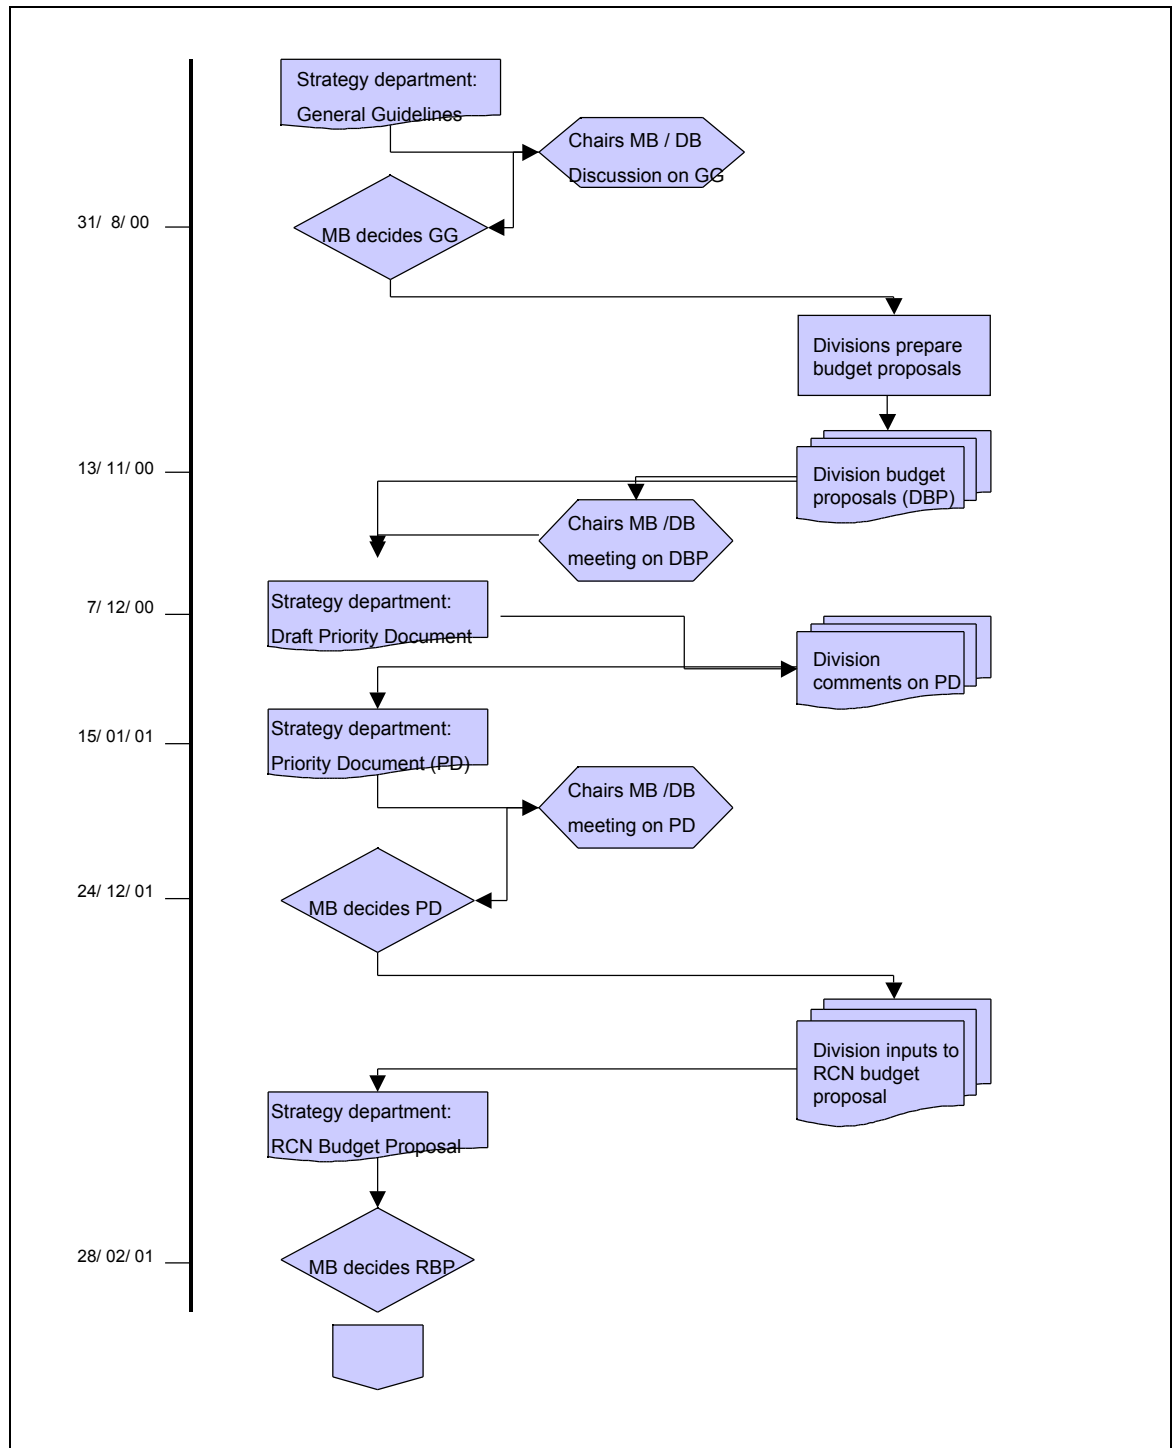 Strategy department:
General Guidelines
Chairs MB / DB
Discussion on GG
31/ 8/ 00
MB decides GG
Divisions prepare
budget proposals
13/ 11/ 00
Division budget
proposals (DBP)
Chairs MB /DB
meeting on DBP
7/ 12/ 00
Strategy department:
Draft Priority Document
Division
comments on PD
15/ 01/ 01
Strategy department:
Priority Document (PD)
Chairs MB /DB
meeting on PD
24/ 12/ 01
MB decides PD
Division inputs to
RCN budget
proposal
Strategy department:
RCN Budget Proposal
28/ 02/ 01
MB decides RBP